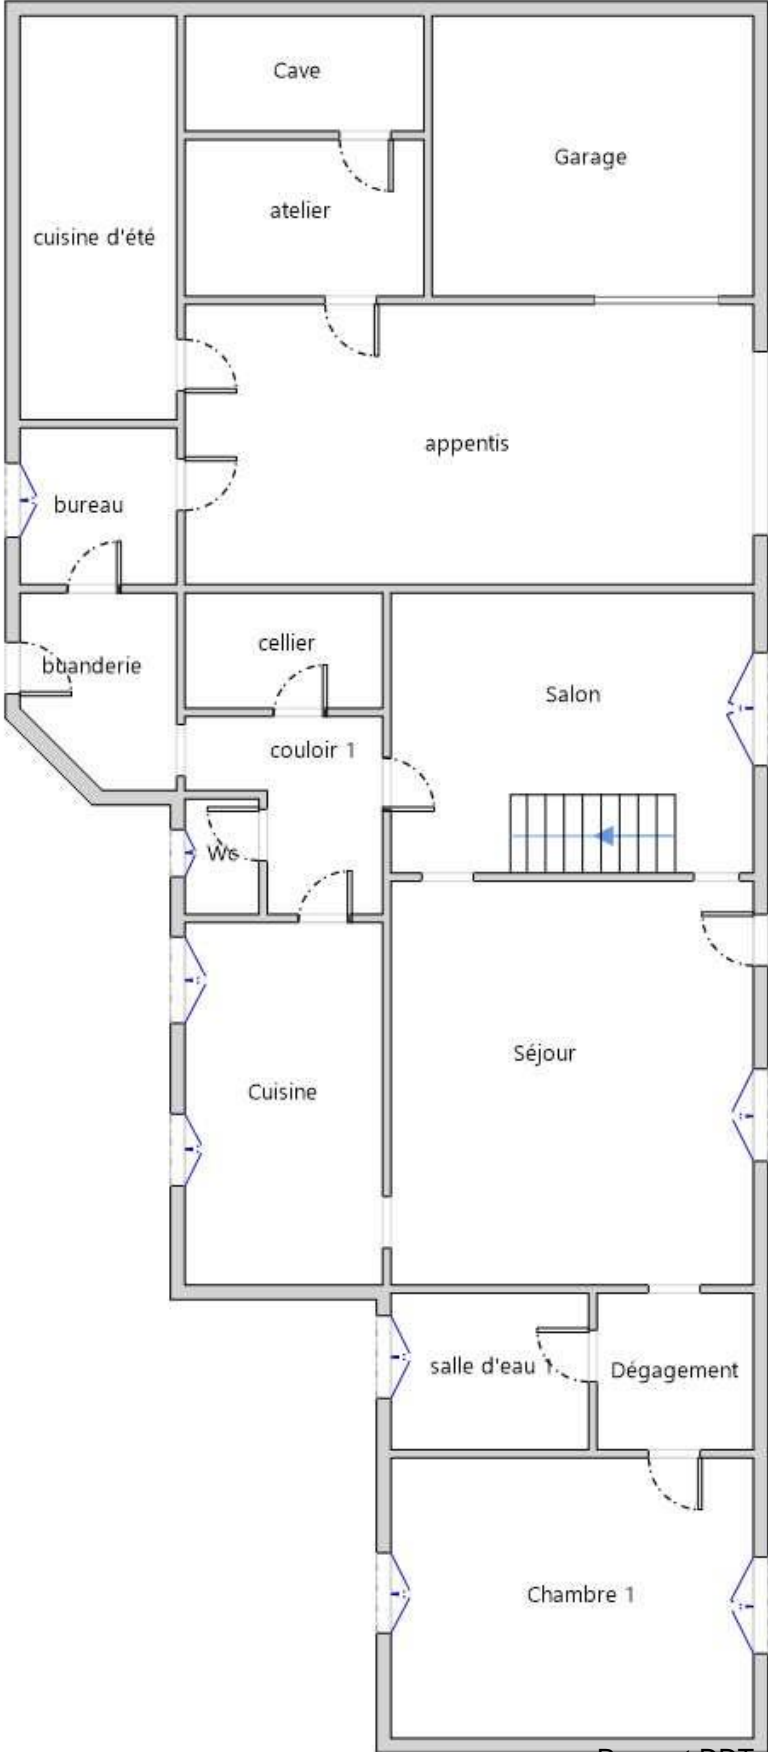 Cave
Garage
atelier
cuisine d'été
appentis
bureau
cellier
buanderie
Salon
couloir 1
Wc
Séjour
Cuisine
salle d'eau 1
Dégagement
Chambre 1